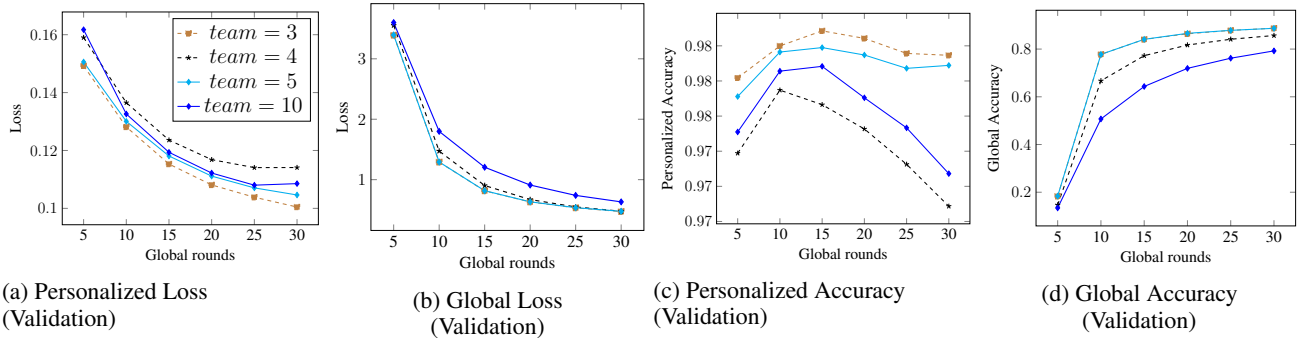 0.16
0.14
0.12
0.1
Loss
5 10 15 20 25 30
Global rounds
team = 3
team = 4
team = 5
team = 10
(a) Personalized Loss
(Validation)
3
2
1
Loss
5 10 15 20 25 30
Global rounds
(b) Global Loss
(Validation)
0.98
0.98
0.98
0.97
0.97
0.97
Personalized Accuracy
5 10 15 20 25 30
Global rounds
(c) Personalized Accuracy
(Validation)
0.8
0.6
0.4
0.2
Global Accuracy
5 10 15 20 25 30
Global rounds
(d) Global Accuracy
(Validation)